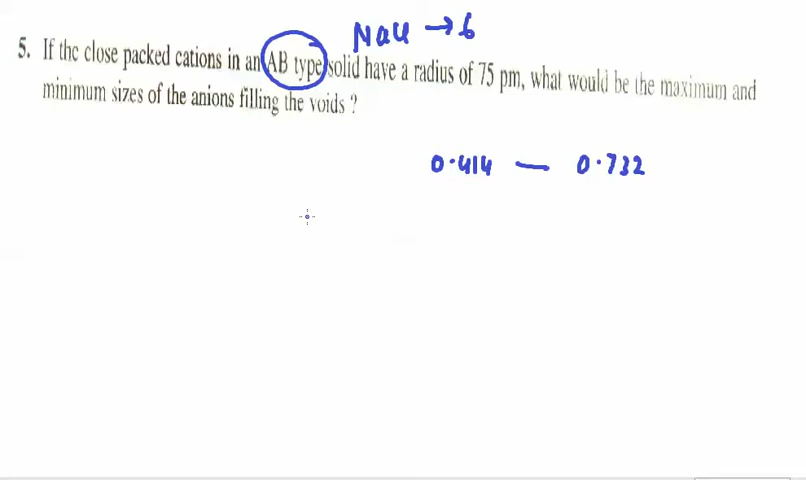 NaCl → 6
5. If the close packed cations in an AB type solid have a radius of 75 pm, what would be the maximum and
minimum sizes of the anions filling the voids ?
0.414 — 0.732